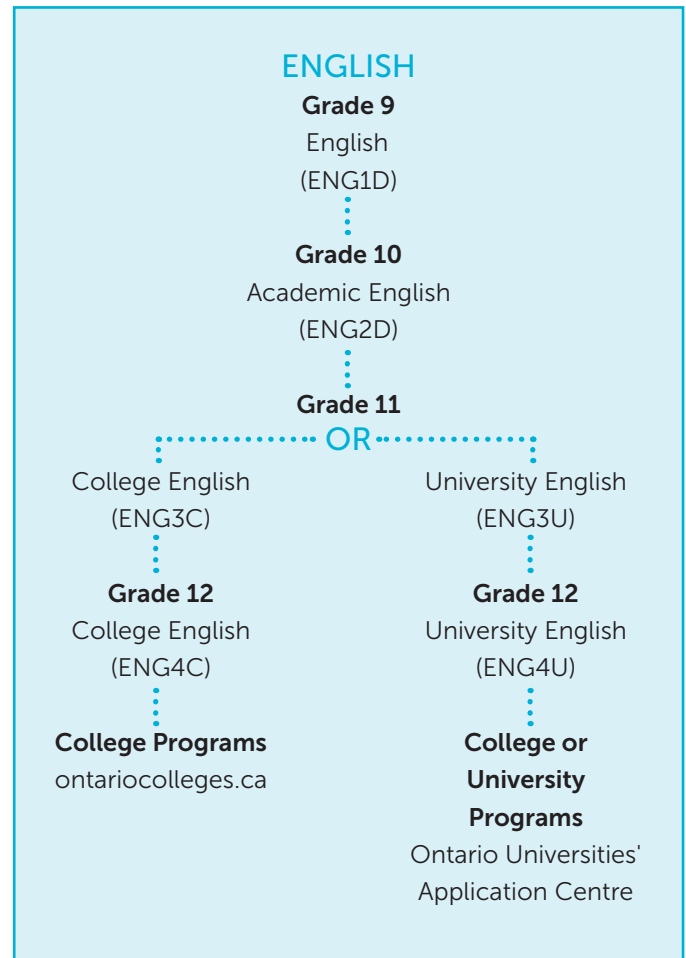 ENGLISH
Grade 9
English
(ENG1D)
Grade 10
Academic English
(ENG2D)
Grade 11
OR
College English
(ENG3C)
Grade 12
College English
(ENG4C)
College Programs
ontariocolleges.ca
University English
(ENG3U)
Grade 12
University English
(ENG4U)
College or
University
Programs
Ontario Universities'
Application Centre